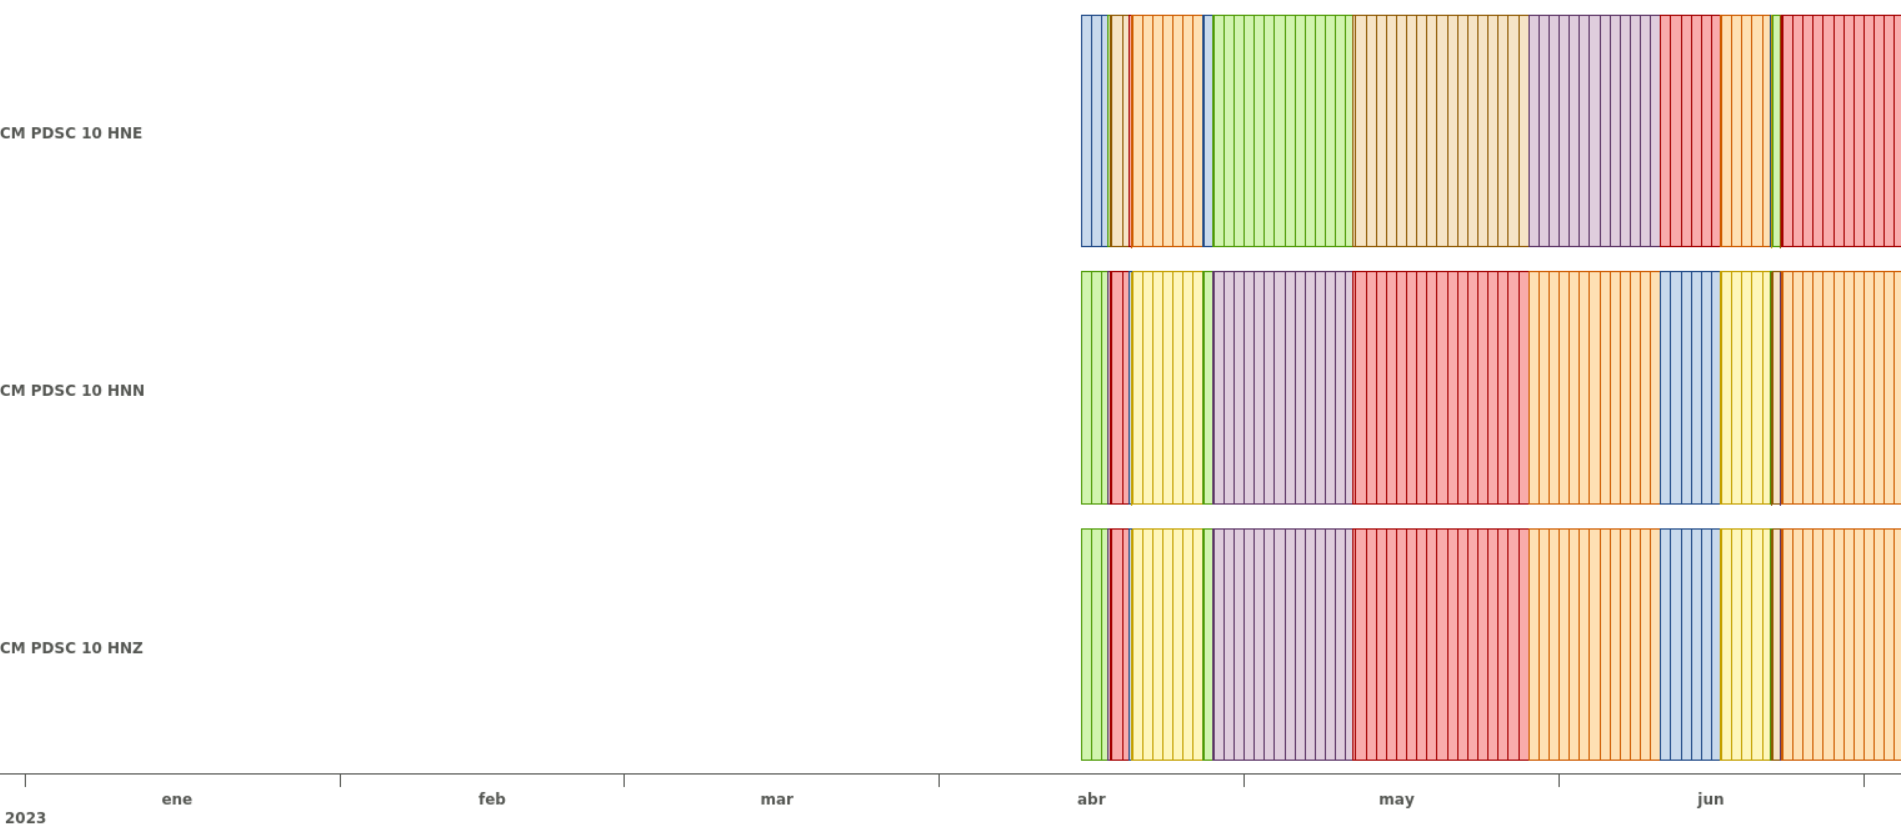 CM PDSC 10 HNE
CM PDSC 10 HNN
CM PDSC 10 HNZ
ene feb mar abr may jun
2023